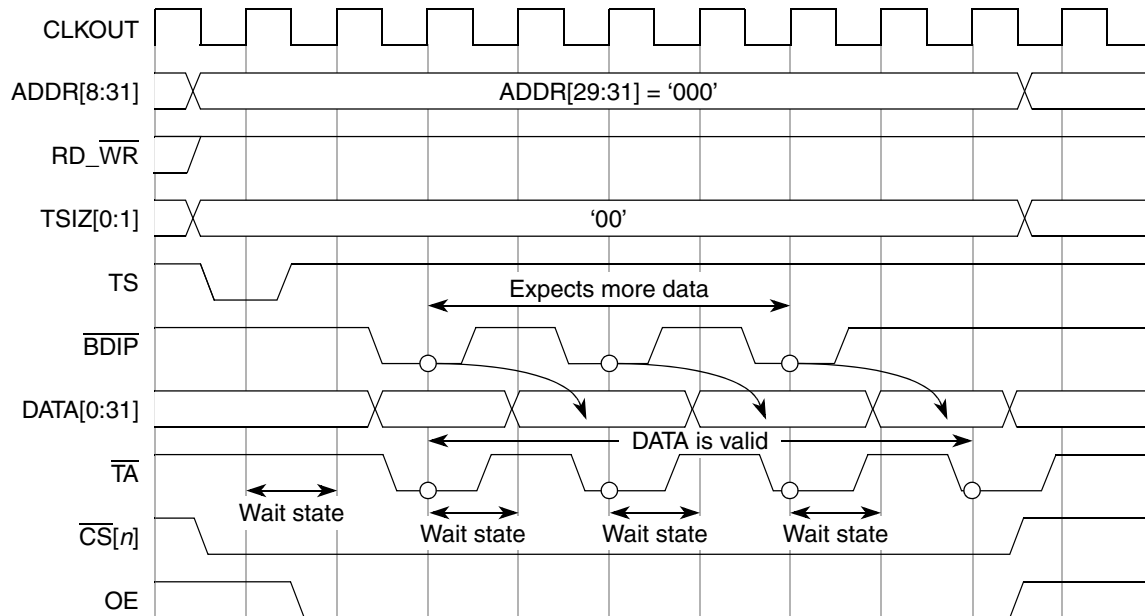 CLKOUT
ADDR[8:31]
ADDR[29:31] = ‘000’
RD_WR
TSIZ[0:1]
‘00’
TS
Expects more data
BDIP
DATA[0:31]
DATA is valid
TA
Wait state
Wait state
Wait state
Wait state
CS[n]
OE